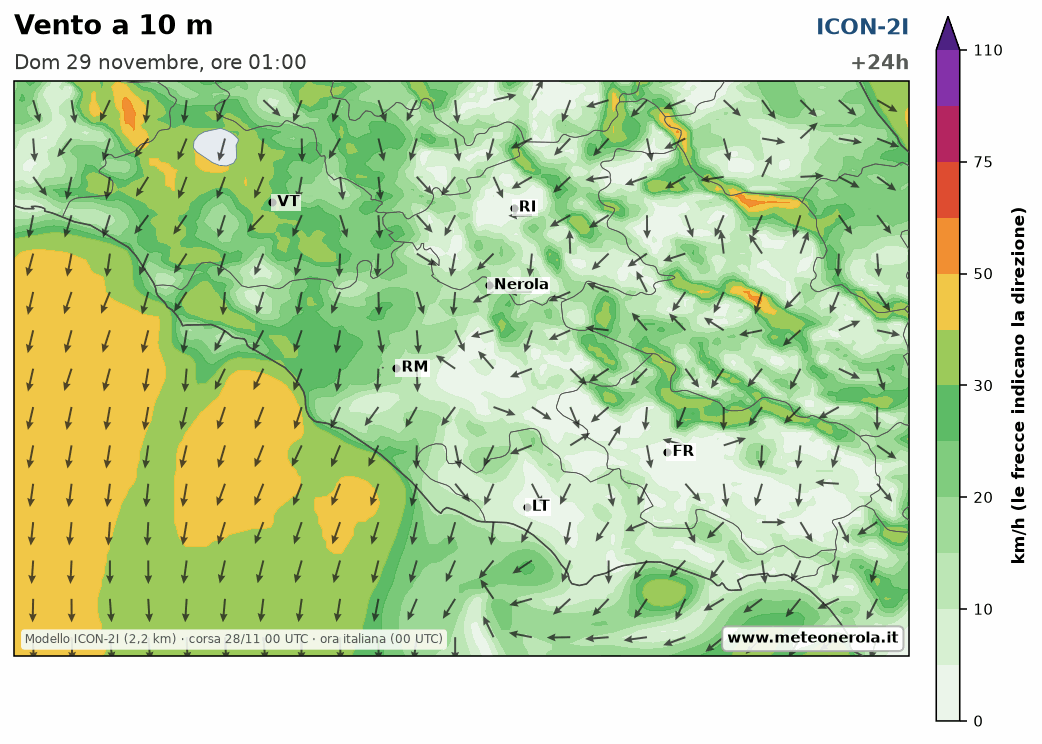 Vento a 10 m
ICON-2I
Dom 29 novembre, ore 01:00
+24h
VT
RI
Nerola
RM
FR
LT
Modello ICON-2I (2,2 km) · corsa 28/11 00 UTC · ora italiana (00 UTC)
www.meteonerola.it
110
75
50
30
20
10
0
km/h (le frecce indicano la direzione)